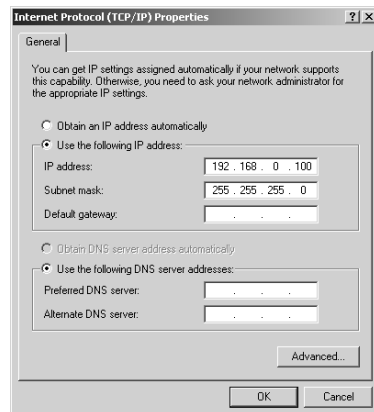 Internet Protocol (TCP/IP) Properties
General
You can get IP settings assigned automatically if your network supports
this capability. Otherwise, you need to ask your network administrator for
the appropriate IP settings.
Obtain an IP address automatically
Use the following IP address:
IP address: 192 . 168 . 0 . 100
Subnet mask: 255 . 255 . 255 . 0
Default gateway: . . .
Obtain DNS server address automatically
Use the following DNS server addresses:
Preferred DNS server: . . .
Alternate DNS server: . . .
Advanced...
OK Cancel